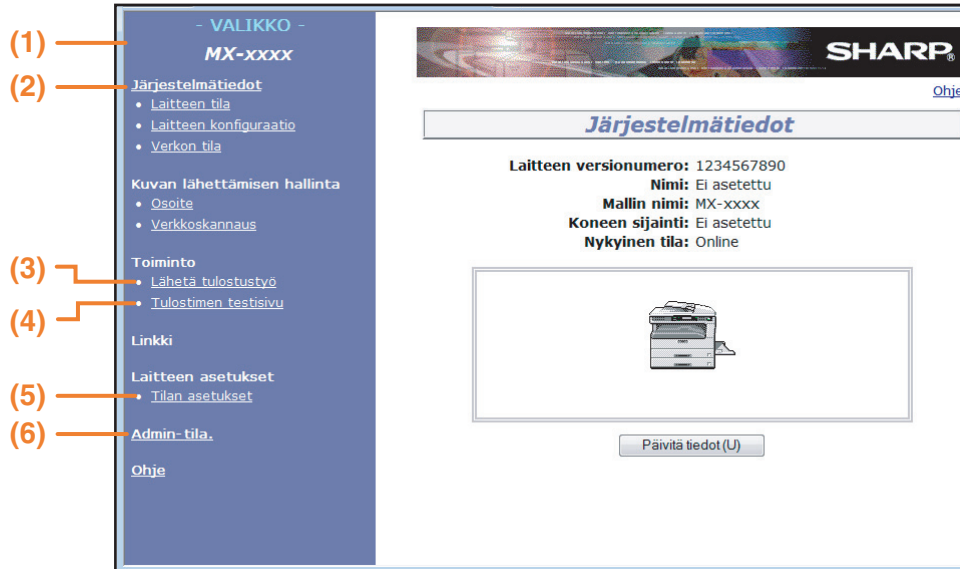 (1)
- VALIKKO -
MX-xxxx
(2)
Järjestelmätiedot
• Laitteen tila
• Laitteen konfiguraatio
• Verkon tila
Kuvan lähettämisen hallinta
• Osoite
• Verkkoskannaus
Toiminto
(3)
• Lähetä tulostustyö
(4)
• Tulostimen testisivu
Linkki
Laitteen asetukset
(5)
• Tilan asetukset
(6)
Admin-tila.
Ohje
SHARP®
Ohje
Järjestelmätiedot
Laitteen versionumero: 1234567890
Nimi: Ei asetettu
Mallin nimi: MX-xxxx
Koneen sijainti: Ei asetettu
Nykyinen tila: Online
Päivitä tiedot (U)